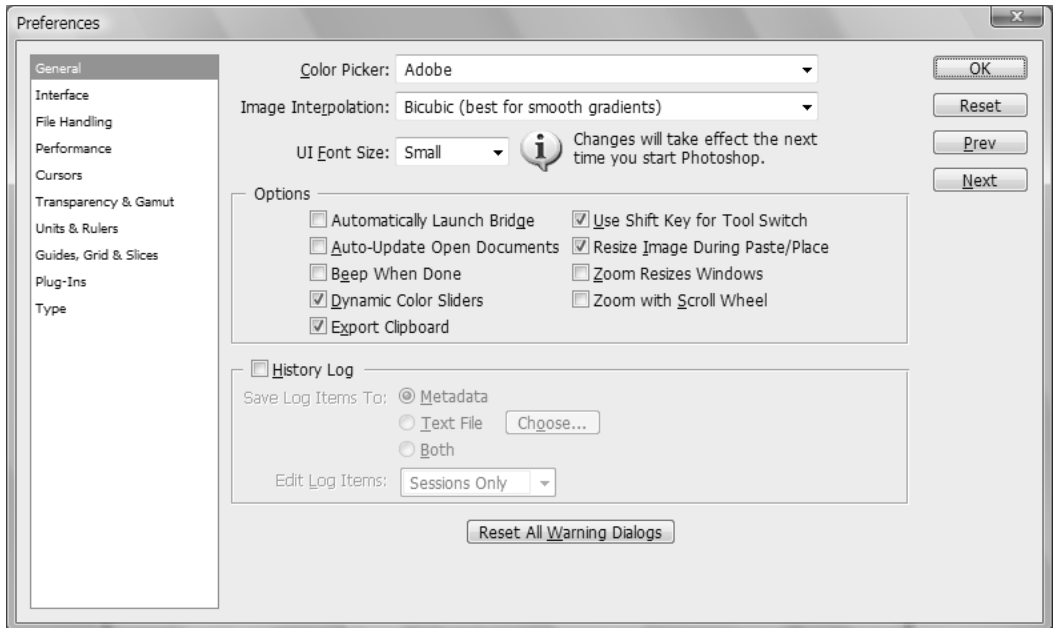 Preferences
General
Interface
File Handling
Performance
Cursors
Transparency & Gamut
Units & Rulers
Guides, Grid & Slices
Plug-Ins
Type
Color Picker: Adobe
Image Interpolation: Bicubic (best for smooth gradients)
UI Font Size: Small
Changes will take effect the next
time you start Photoshop.
Options
Automatically Launch Bridge
Auto-Update Open Documents
Beep When Done
Dynamic Color Sliders
Export Clipboard
Use Shift Key for Tool Switch
Resize Image During Paste/Place
Zoom Resizes Windows
Zoom with Scroll Wheel
History Log
Save Log Items To: Metadata
Text File Choose...
Both
Edit Log Items: Sessions Only
Reset All Warning Dialogs
OK
Reset
Prev
Next